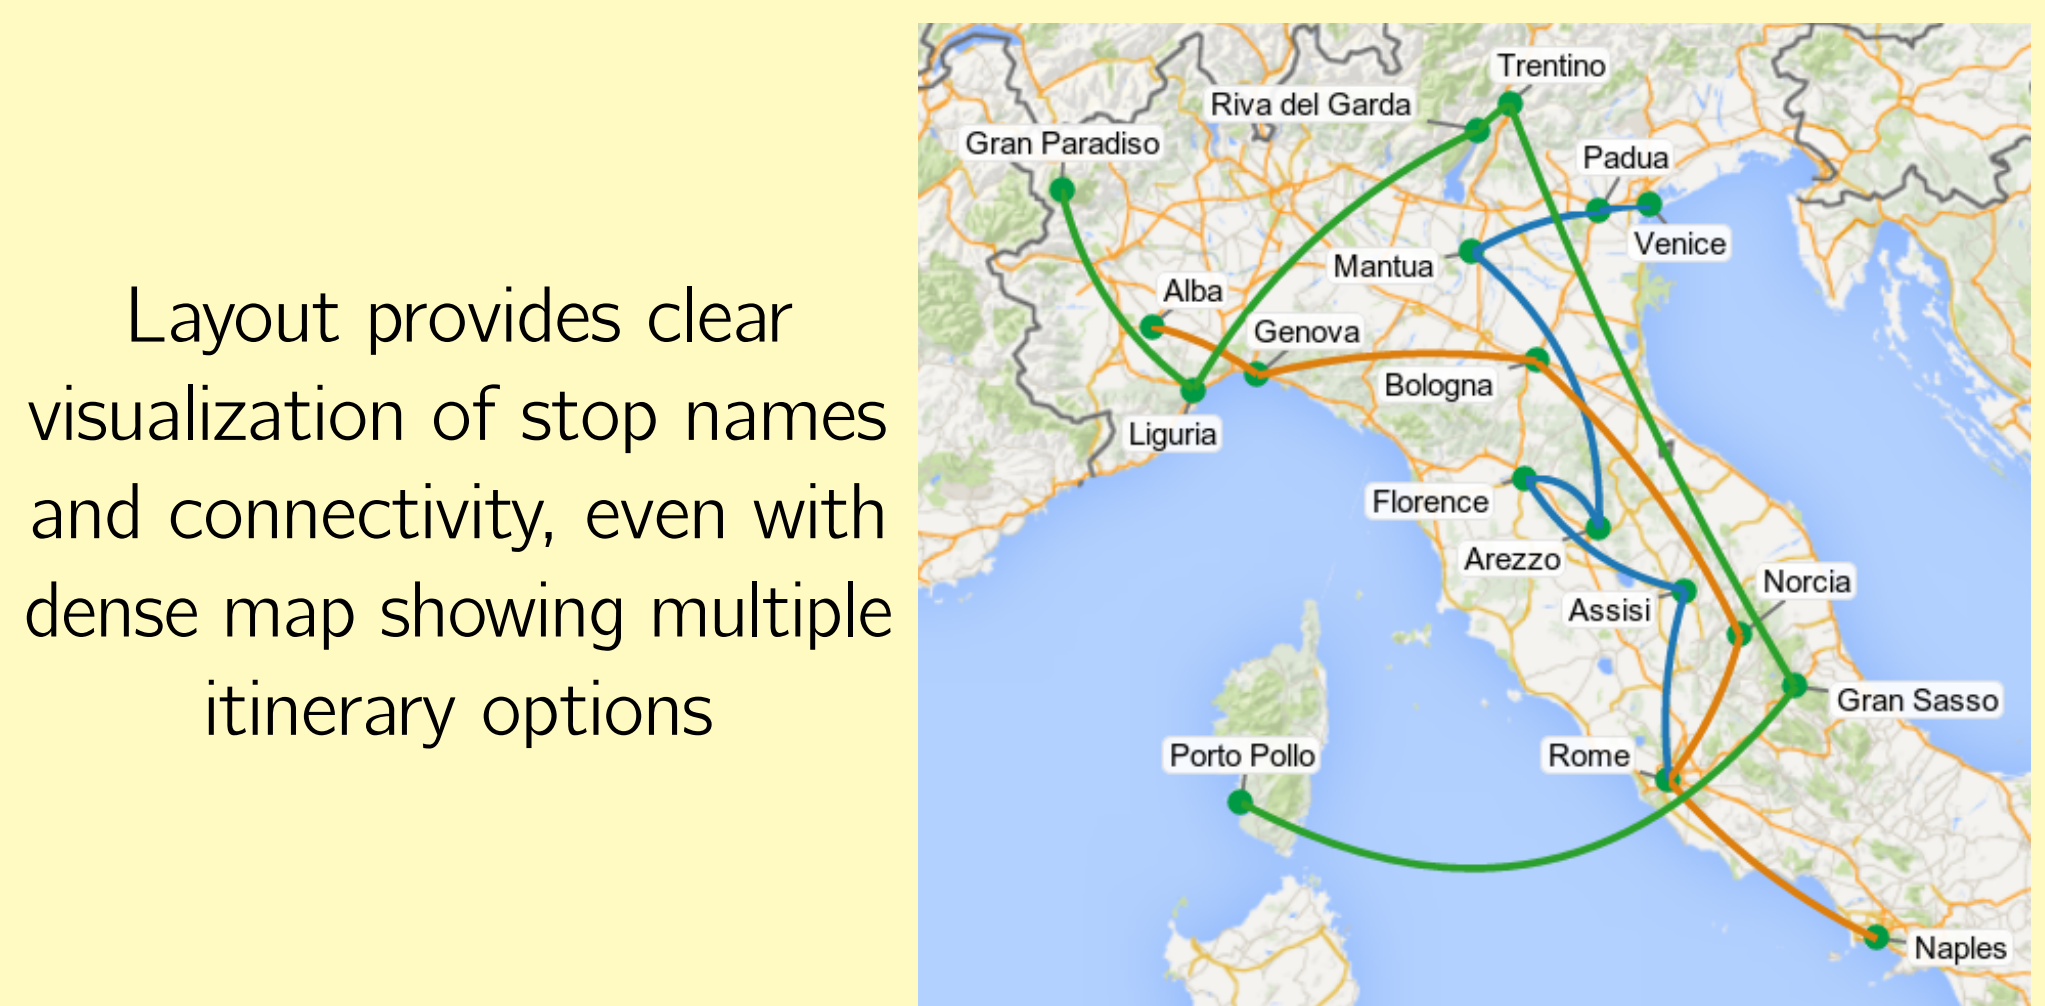 Layout provides clear
visualization of stop names
and connectivity, even with
dense map showing multiple
itinerary options
Trentino
Riva del Garda
Gran Paradiso
Padua
Venice
Mantua
Alba
Genova
Bologna
Liguria
Florence
Arezzo
Norcia
Assisi
Gran Sasso
Rome
Porto Pollo
Naples